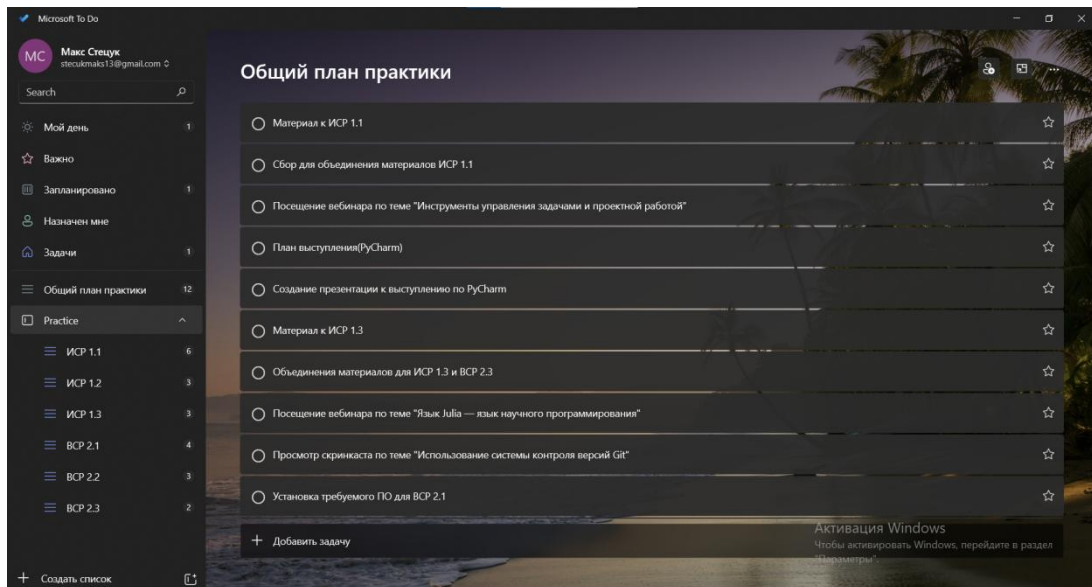 Microsoft To Do
МС
Макс Стецук
stecukmaks13@gmail.com
Search
Мой день 1
Важно
Запланировано 1
Назначен мне
Задачи 1
Общий план практики 12
Practice
ИСР 1.1 6
ИСР 1.2 3
ИСР 1.3 3
ВСР 2.1 4
ВСР 2.2 3
ВСР 2.3 2
Создать список
Общий план практики
Материал к ИСР 1.1
Сбор для объединения материалов ИСР 1.1
Посещение вебинара по теме "Инструменты управления задачами и проектной работой"
План выступления(PyCharm)
Создание презентации к выступлению по PyCharm
Материал к ИСР 1.3
Объединения материалов для ИСР 1.3 и ВСР 2.3
Посещение вебинара по теме "Язык Julia — язык научного программирования"
Просмотр скринкаста по теме "Использование системы контроля версий Git"
Установка требуемого ПО для ВСР 2.1
Добавить задачу
Активация Windows
Чтобы активировать Windows, перейдите в раздел
"Параметры".